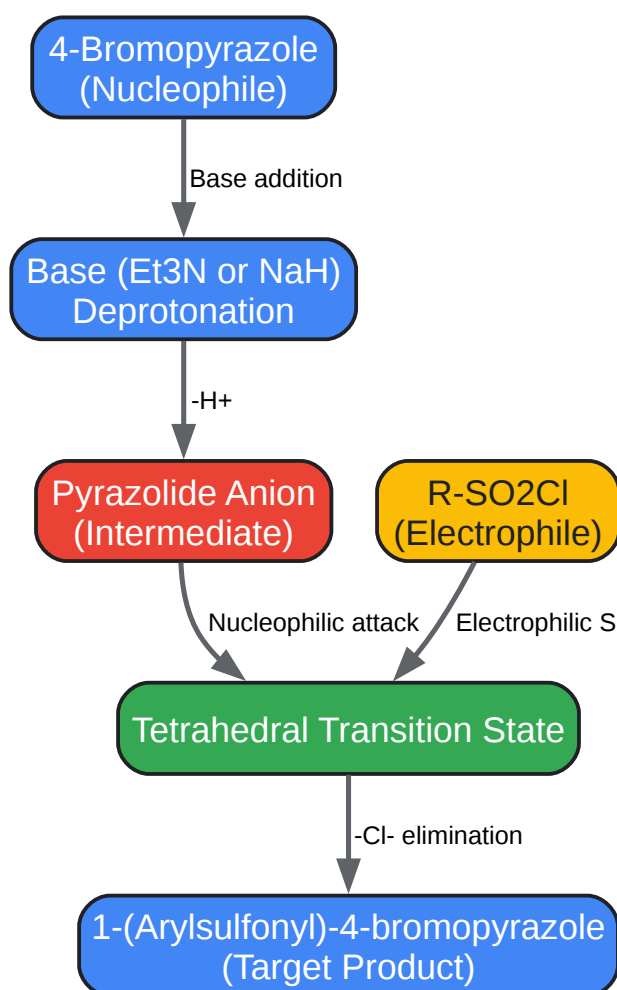 4-Bromopyrazole
(Nucleophile)
Base addition
Base (Et3N or NaH)
Deprotonation
-H+
Pyrazolide Anion
(Intermediate)
R-SO2Cl
(Electrophile)
Nucleophilic attack
Electrophilic S
Tetrahedral Transition State
-Cl- elimination
1-(Arylsulfonyl)-4-bromopyrazole
(Target Product)